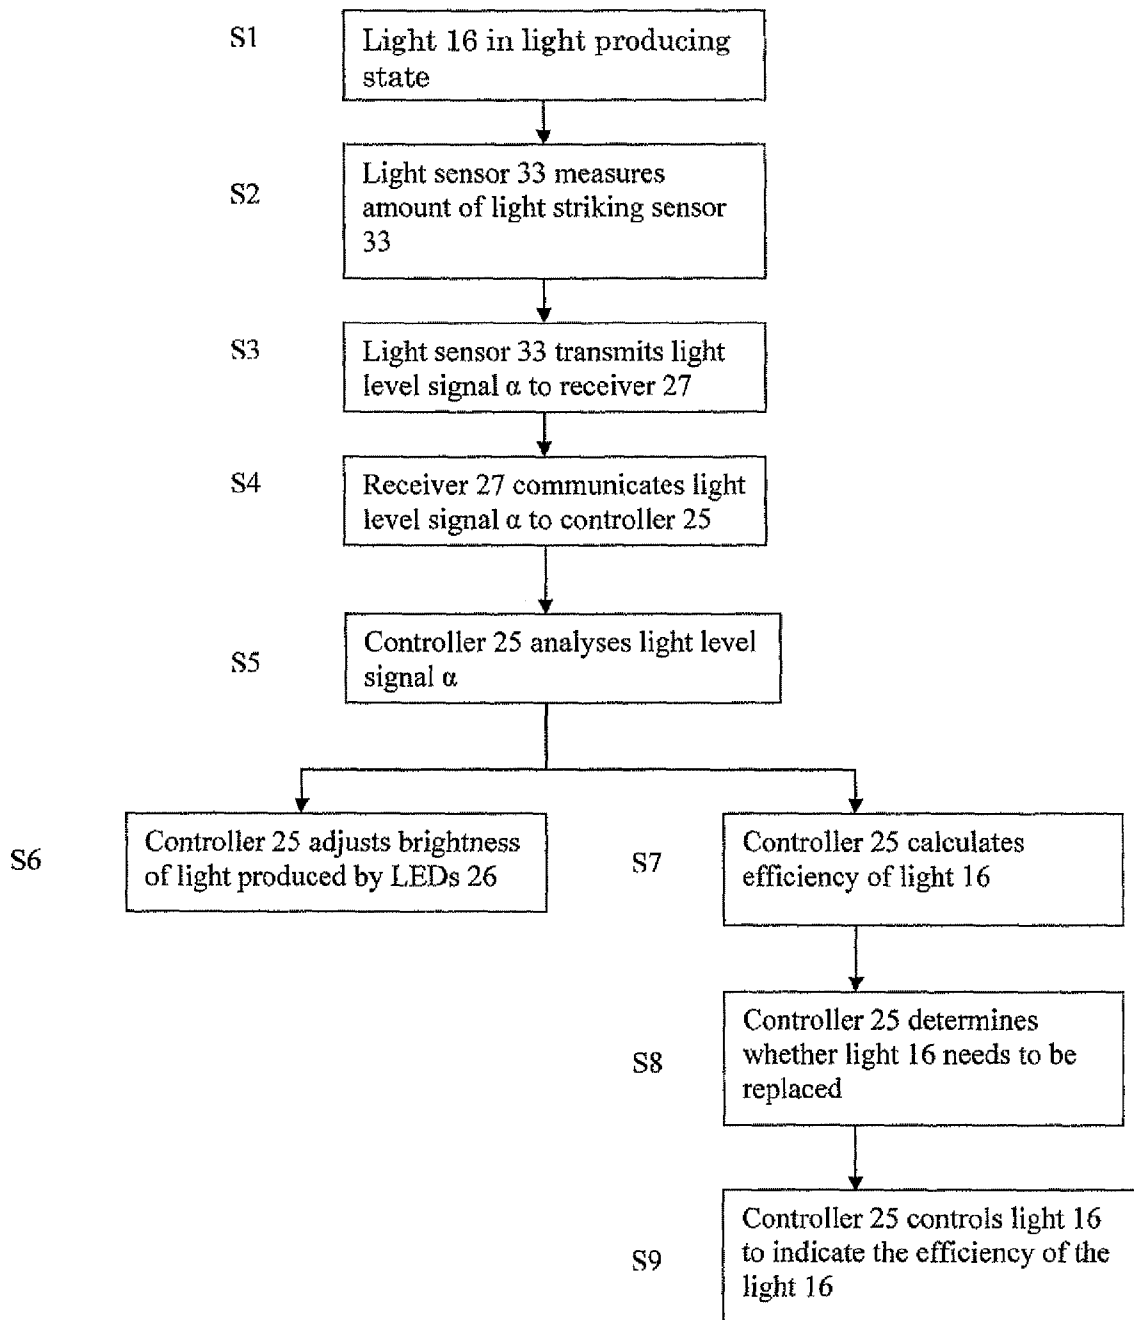 S1
Light 16 in light producing
state
S2
Light sensor 33 measures
amount of light striking sensor
33
S3
Light sensor 33 transmits light
level signal α to receiver 27
S4
Receiver 27 communicates light
level signal α to controller 25
S5
Controller 25 analyses light level
signal α
S6
Controller 25 adjusts brightness
of light produced by LEDs 26
S7
Controller 25 calculates
efficiency of light 16
S8
Controller 25 determines
whether light 16 needs to be
replaced
S9
Controller 25 controls light 16
to indicate the efficiency of the
light 16